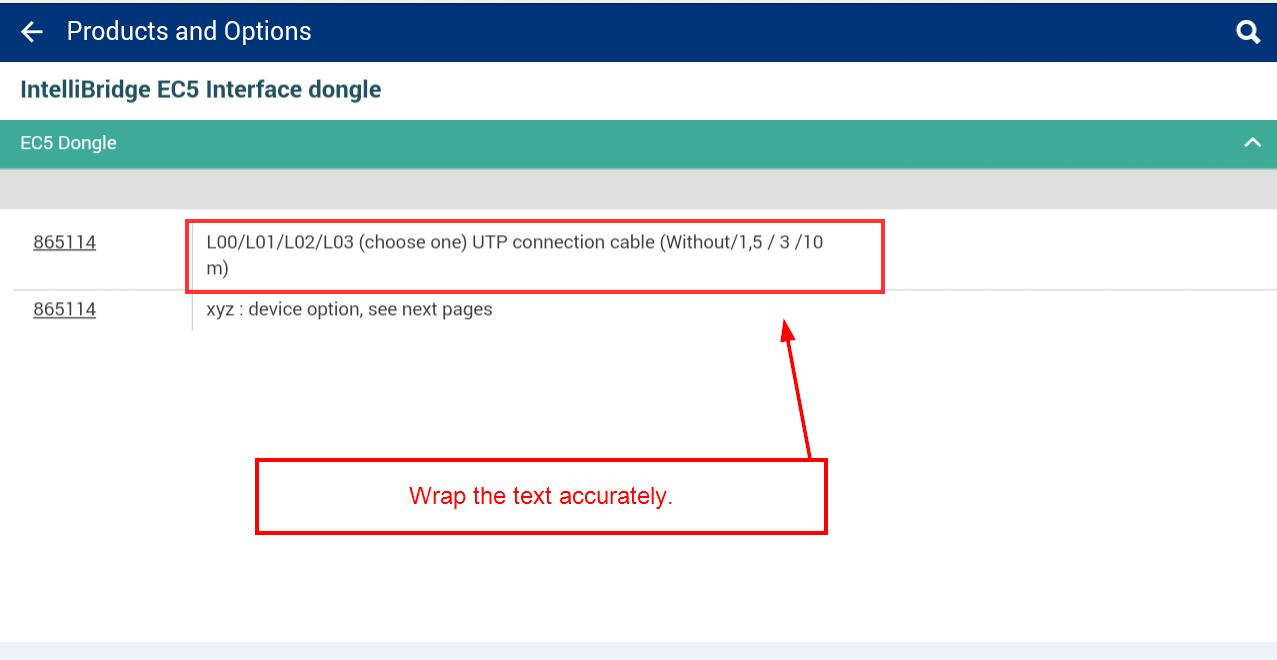 Products and Options
IntelliBridge EC5 Interface dongle
EC5 Dongle
865114 L00/L01/L02/L03 (choose one) UTP connection cable (Without/1,5 / 3 /10
m)
865114 xyz : device option, see next pages
Wrap the text accurately.